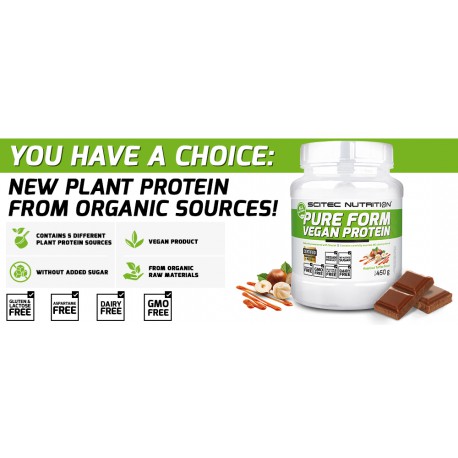 YOU HAVE A CHOICE:
NEW PLANT PROTEIN
FROM ORGANIC SOURCES!
CONTAINS 5 DIFFERENT
PLANT PROTEIN SOURCES
VEGAN PRODUCT
WITHOUT ADDED SUGAR
FROM ORGANIC
RAW MATERIALS
GLUTEN &
LACTOSE
FREE
ASPARTAME
FREE
DAIRY
FREE
GMO
FREE
SCITEC NUTRITION
PURE FORM
VEGAN PROTEIN
450 g